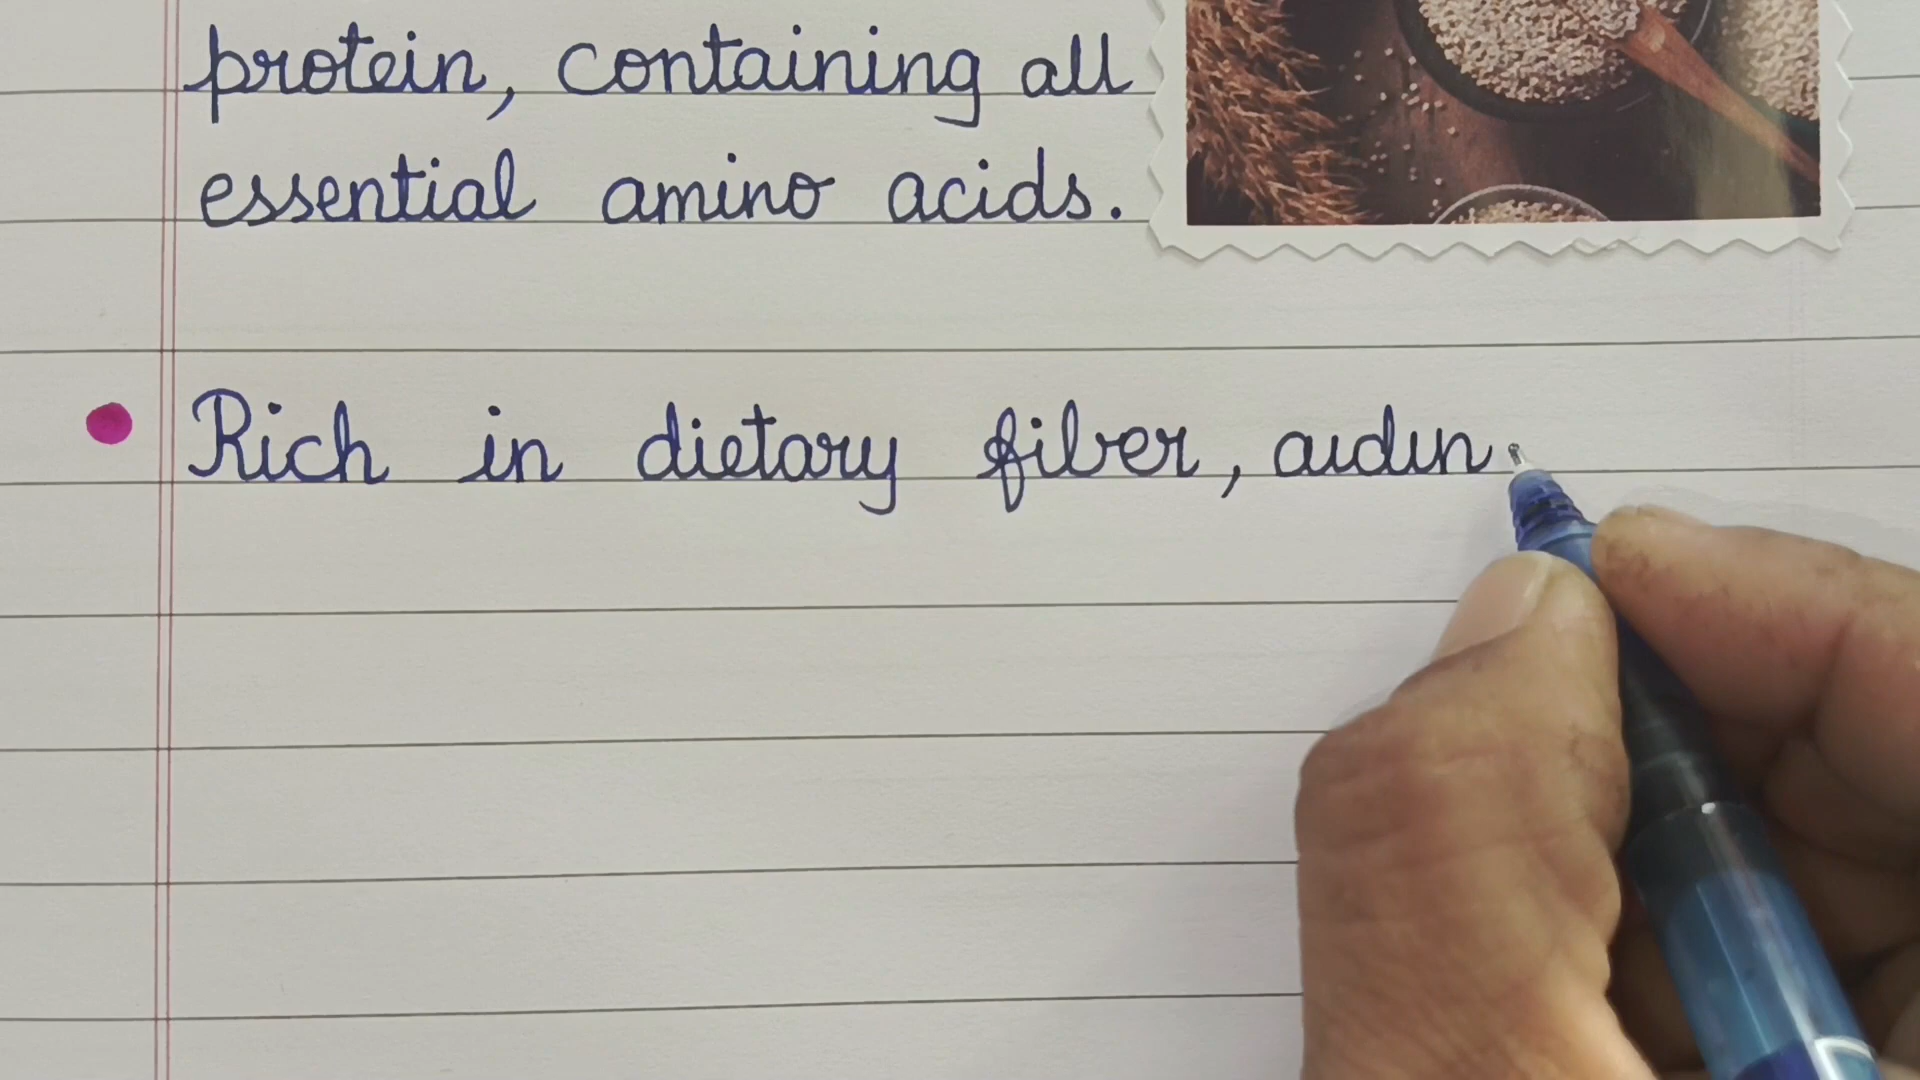 protein, containing all
essential amino acids.
Rich in dietary fiber, aidin